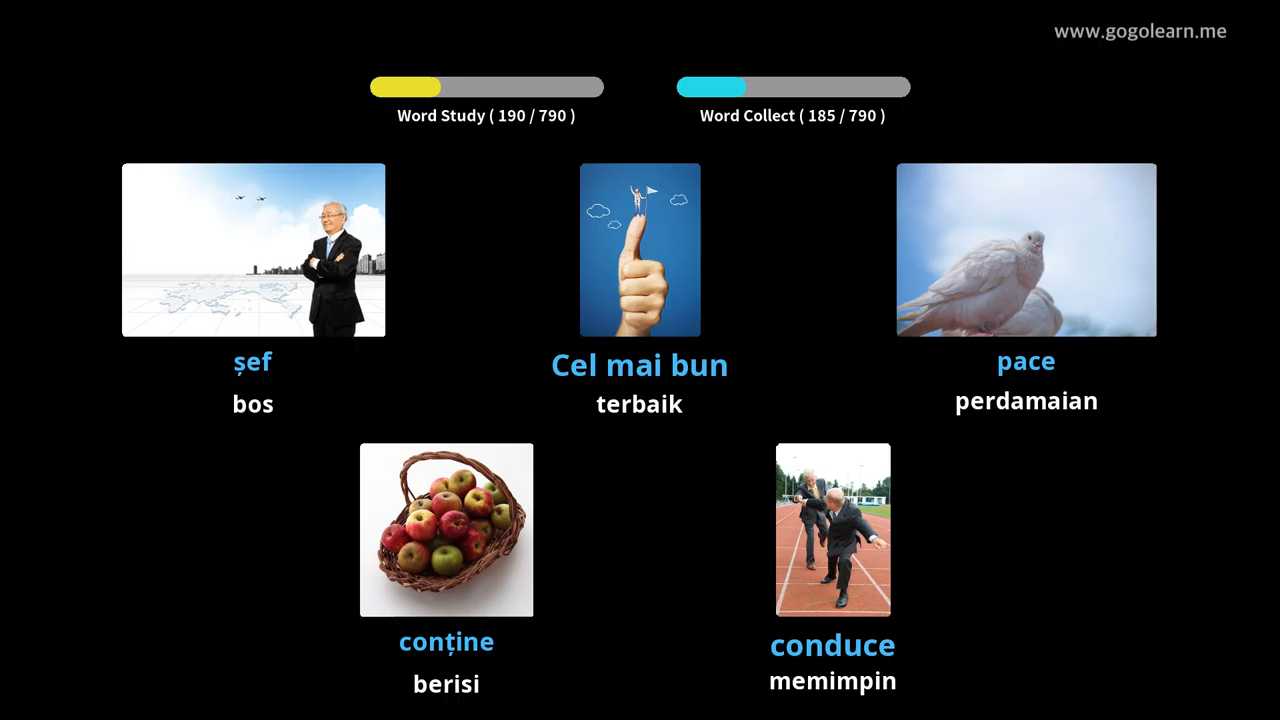 www.gogolearn.me
Word Study ( 190 / 790 )
Word Collect ( 185 / 790 )
șef
Cel mai bun
pace
bos
terbaik
perdamaian
conține
conduce
berisi
memimpin